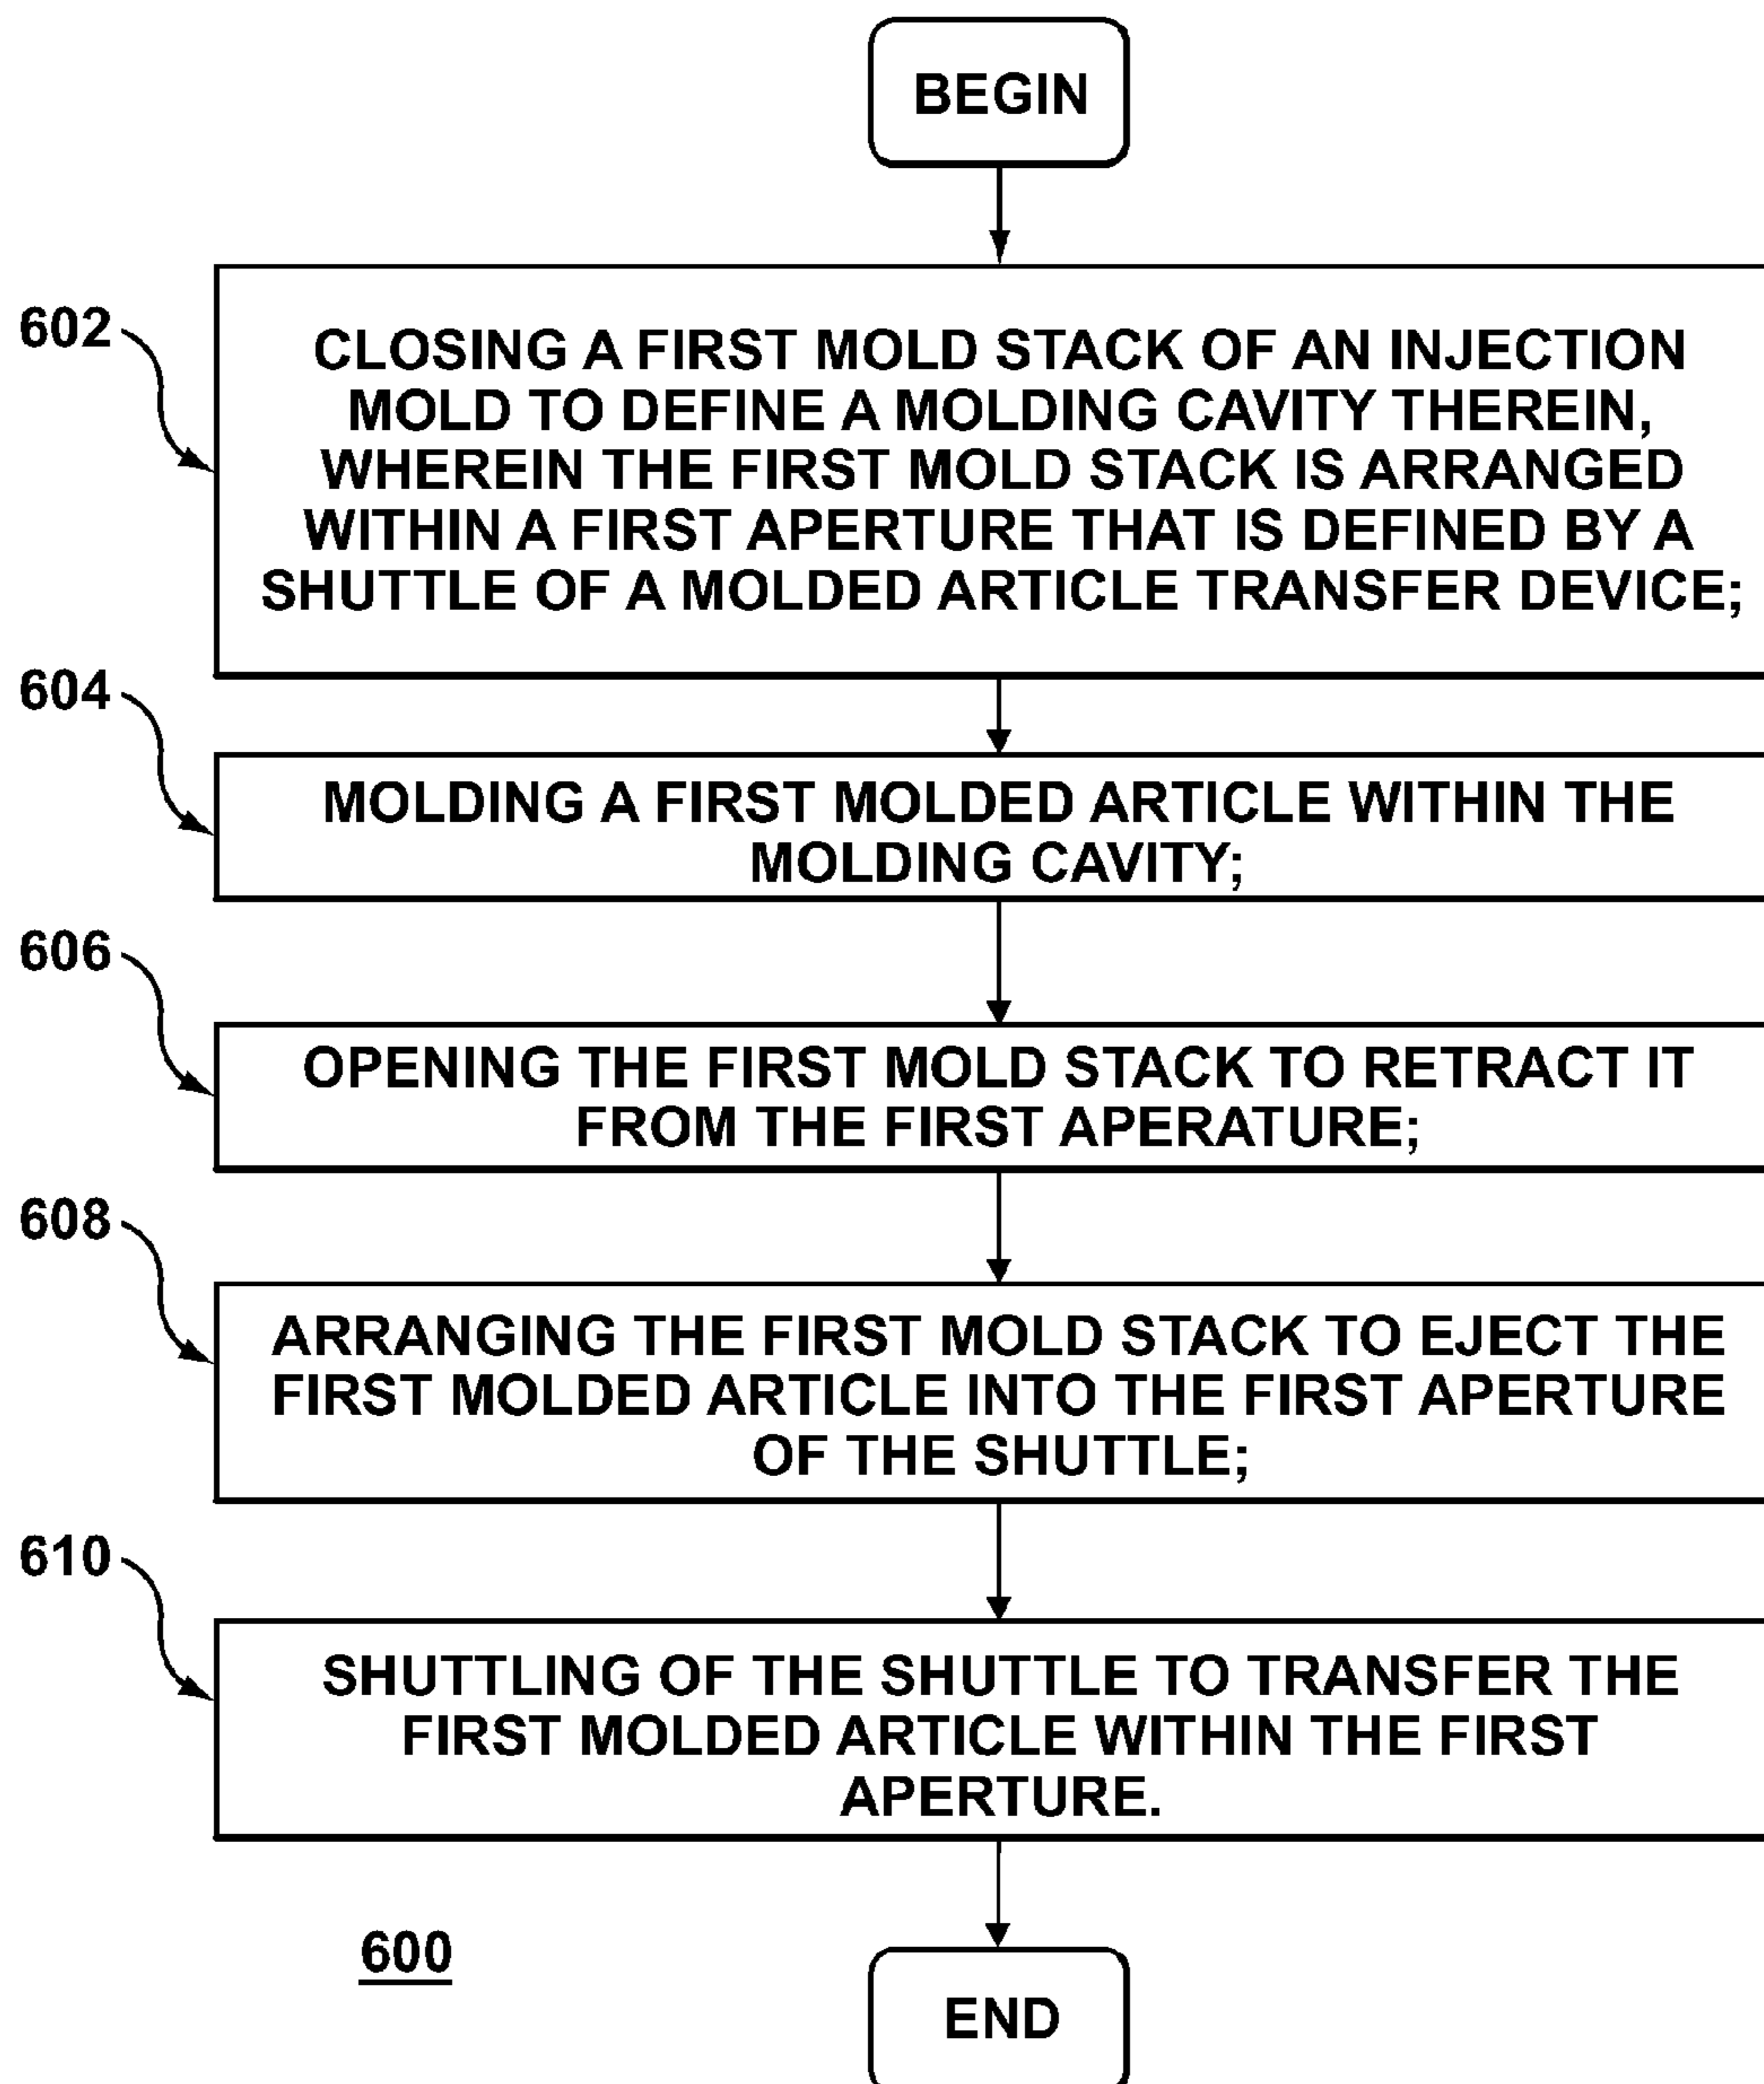 BEGIN
602
CLOSING A FIRST MOLD STACK OF AN INJECTION
MOLD TO DEFINE A MOLDING CAVITY THEREIN,
WHEREIN THE FIRST MOLD STACK IS ARRANGED
WITHIN A FIRST APERTURE THAT IS DEFINED BY A
SHUTTLE OF A MOLDED ARTICLE TRANSFER DEVICE;
604
MOLDING A FIRST MOLDED ARTICLE WITHIN THE
MOLDING CAVITY;
606
OPENING THE FIRST MOLD STACK TO RETRACT IT
FROM THE FIRST APERATURE;
608
ARRANGING THE FIRST MOLD STACK TO EJECT THE
FIRST MOLDED ARTICLE INTO THE FIRST APERTURE
OF THE SHUTTLE;
610
SHUTTLING OF THE SHUTTLE TO TRANSFER THE
FIRST MOLDED ARTICLE WITHIN THE FIRST
APERTURE.
600
END